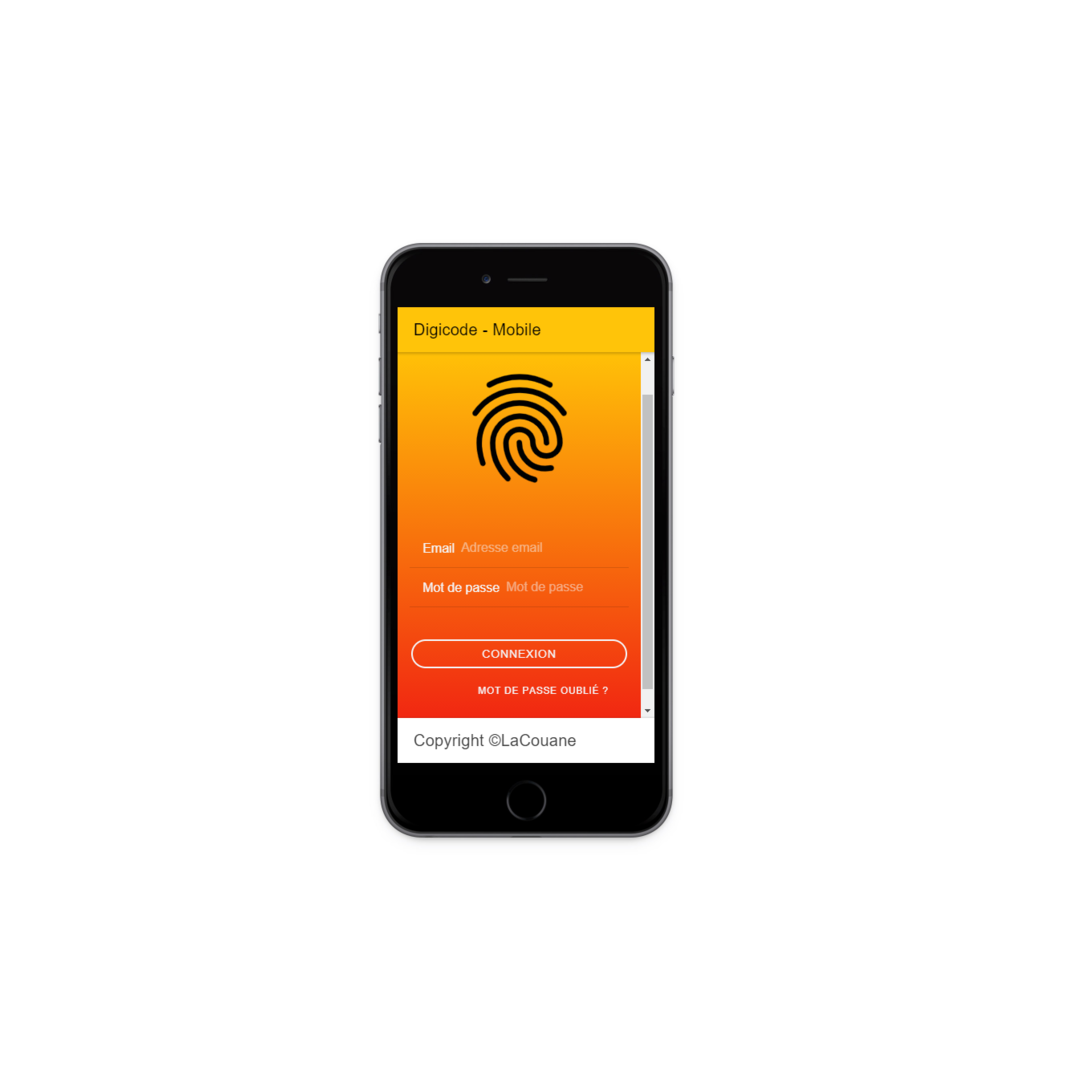 Digicode - Mobile
Email Adresse email
Mot de passe Mot de passe
CONNEXION
MOT DE PASSE OUBLIÉ ?
Copyright ©LaCouane